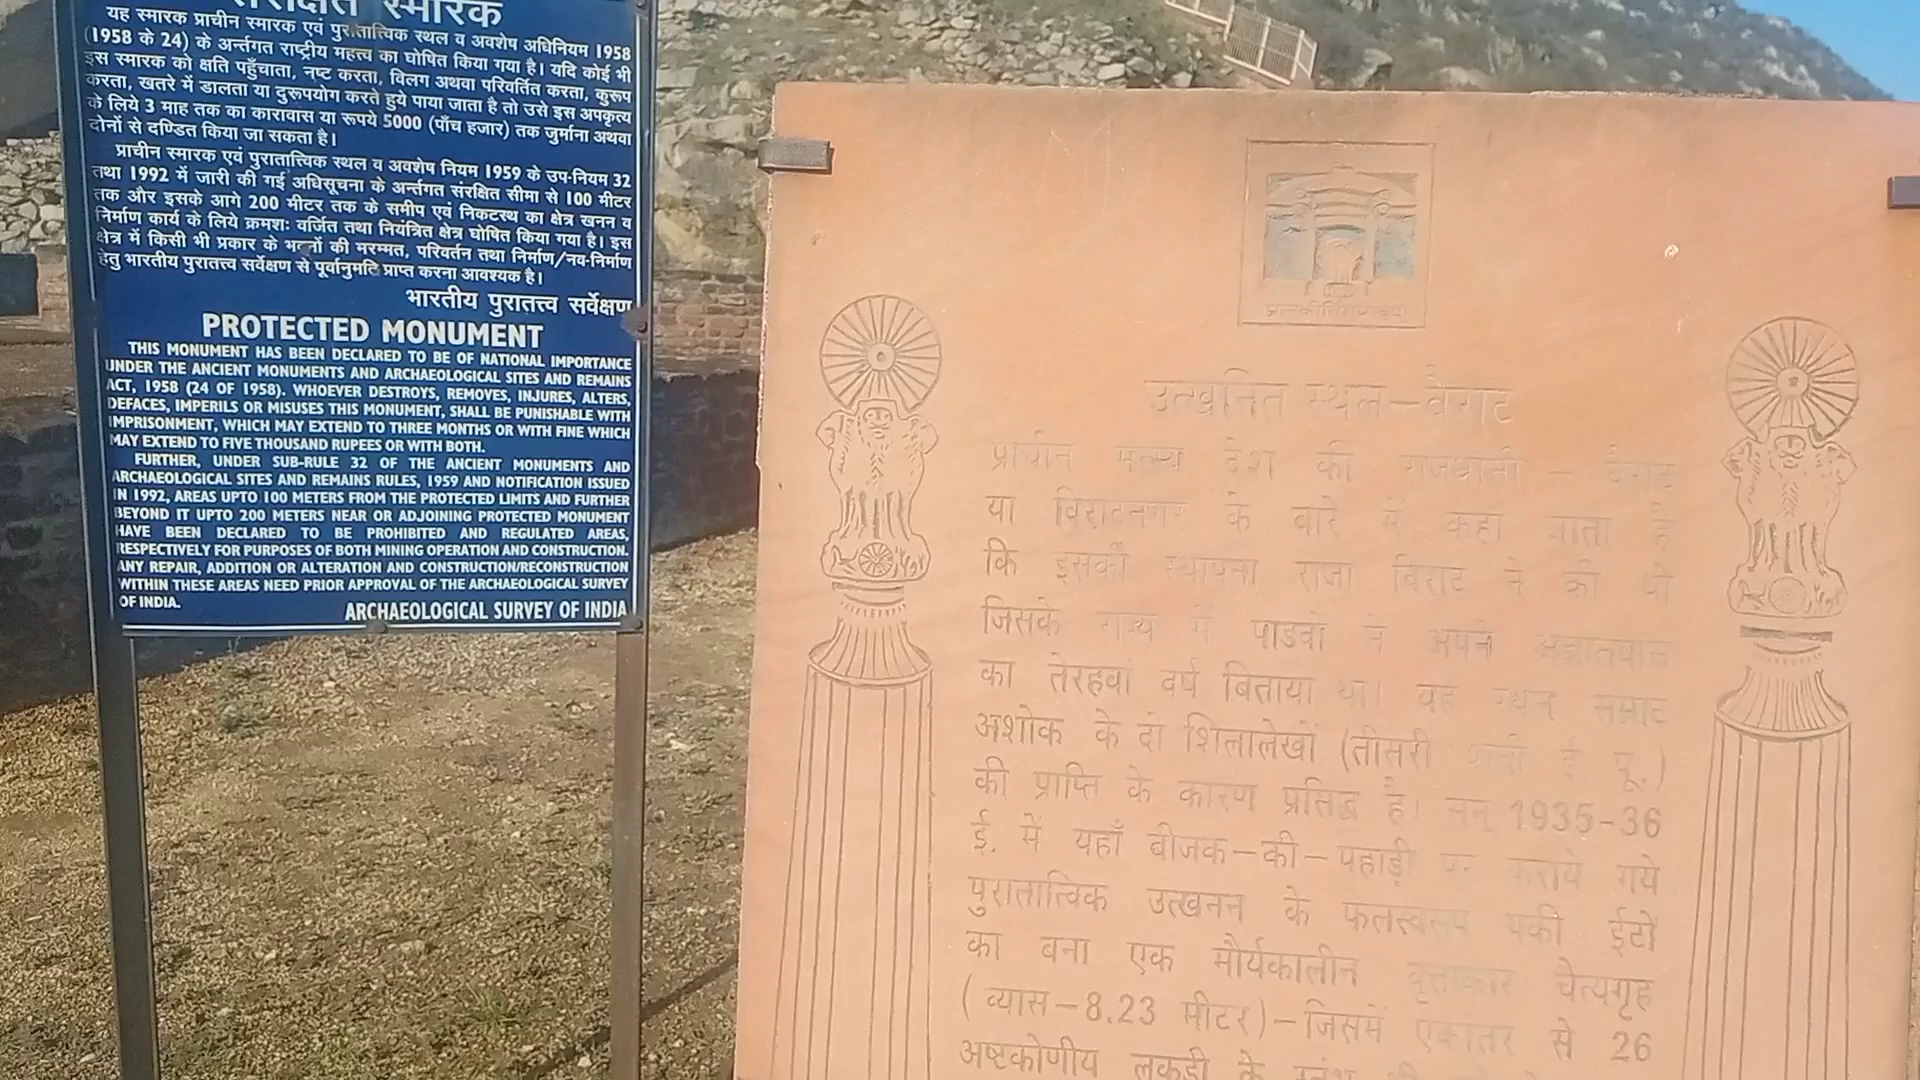 संरक्षित स्मारक
यह स्मारक प्राचीन स्मारक एवं पुरातात्त्विक स्थल व अवशेष अधिनियम 1958
(1958 के 24) के अर्न्तगत राष्ट्रीय महत्त्व का घोषित किया गया है। यदि कोई भी
इस स्मारक को क्षति पहुँचाता, नष्ट करता, विलग अथवा परिवर्तित करता, कुरूप
करता, खतरे में डालता या दुरूपयोग करते हुये पाया जाता है तो उसे इस अपकृत्य
के लिये 3 माह तक का कारावास या रूपये 5000 (पाँच हजार) तक जुर्माना अथवा
दोनों से दण्डित किया जा सकता है।
प्राचीन स्मारक एवं पुरातात्त्विक स्थल व अवशेष नियम 1959 के उप-नियम 32
तथा 1992 में जारी की गई अधिसूचना के अर्न्तगत संरक्षित सीमा से 100 मीटर
तक और इसके आगे 200 मीटर तक के समीप एवं निकटस्थ का क्षेत्र खनन व
निर्माण कार्य के लिये क्रमशः वर्जित तथा नियंत्रित क्षेत्र घोषित किया गया है। इस
क्षेत्र में किसी भी प्रकार के भवनों की मरम्मत, परिवर्तन तथा निर्माण/नव-निर्माण
हेतु भारतीय पुरातत्त्व सर्वेक्षण से पूर्वानुमति प्राप्त करना आवश्यक है।
भारतीय पुरातत्त्व सर्वेक्षण
PROTECTED MONUMENT
THIS MONUMENT HAS BEEN DECLARED TO BE OF NATIONAL IMPORTANCE
UNDER THE ANCIENT MONUMENTS AND ARCHAEOLOGICAL SITES AND REMAINS
ACT, 1958 (24 OF 1958). WHOEVER DESTROYS, REMOVES, INJURES, ALTERS,
DEFACES, IMPERILS OR MISUSES THIS MONUMENT, SHALL BE PUNISHABLE WITH
IMPRISONMENT, WHICH MAY EXTEND TO THREE MONTHS OR WITH FINE WHICH
MAY EXTEND TO FIVE THOUSAND RUPEES OR WITH BOTH.
FURTHER, UNDER SUB-RULE 32 OF THE ANCIENT MONUMENTS AND
ARCHAEOLOGICAL SITES AND REMAINS RULES, 1959 AND NOTIFICATION ISSUED
IN 1992, AREAS UPTO 100 METERS FROM THE PROTECTED LIMITS AND FURTHER
BEYOND IT UPTO 200 METERS NEAR OR ADJOINING PROTECTED MONUMENT
HAVE BEEN DECLARED TO BE PROHIBITED AND REGULATED AREAS,
RESPECTIVELY FOR PURPOSES OF BOTH MINING OPERATION AND CONSTRUCTION.
ANY REPAIR, ADDITION OR ALTERATION AND CONSTRUCTION/RECONSTRUCTION
WITHIN THESE AREAS NEED PRIOR APPROVAL OF THE ARCHAEOLOGICAL SURVEY
OF INDIA.
ARCHAEOLOGICAL SURVEY OF INDIA
उत्खनित स्थल–बैराट
प्राचीन मत्स्य देश की राजधानी – बैराट
या विराटनगर के बारे में कहा जाता है
कि इसकी स्थापना राजा विराट ने की थी
जिसके राज्य में पाडवों ने अपने अज्ञातवास
का तेरहवां वर्ष बिताया था। यह स्थल सम्राट
अशोक के दो शिलालेखों (तीसरी शती ई. पू.)
की प्राप्ति के कारण प्रसिद्ध है। सन् 1935-36
ई. में यहाँ बीजक–की–पहाड़ी पर कराये गये
पुरातात्विक उत्खनन के फलस्वरूप पकी ईटों
का बना एक मौर्यकालीन वृत्ताकार चैत्यगृह
(व्यास–8.23 मीटर)–जिसमें एकांतर से 26
अष्टकोणीय लकड़ी के